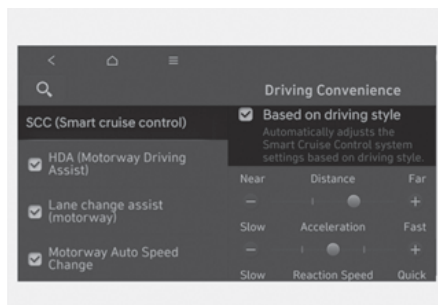 Driving Convenience
SCC (Smart cruise control)
HDA (Motorway Driving
Assist)
Lane change assist
(motorway)
Motorway Auto Speed
Change
Based on driving style
Automatically adjusts the
Smart Cruise Control system
settings based on driving style.
Near Distance Far
Slow Acceleration Fast
Slow Reaction Speed Quick